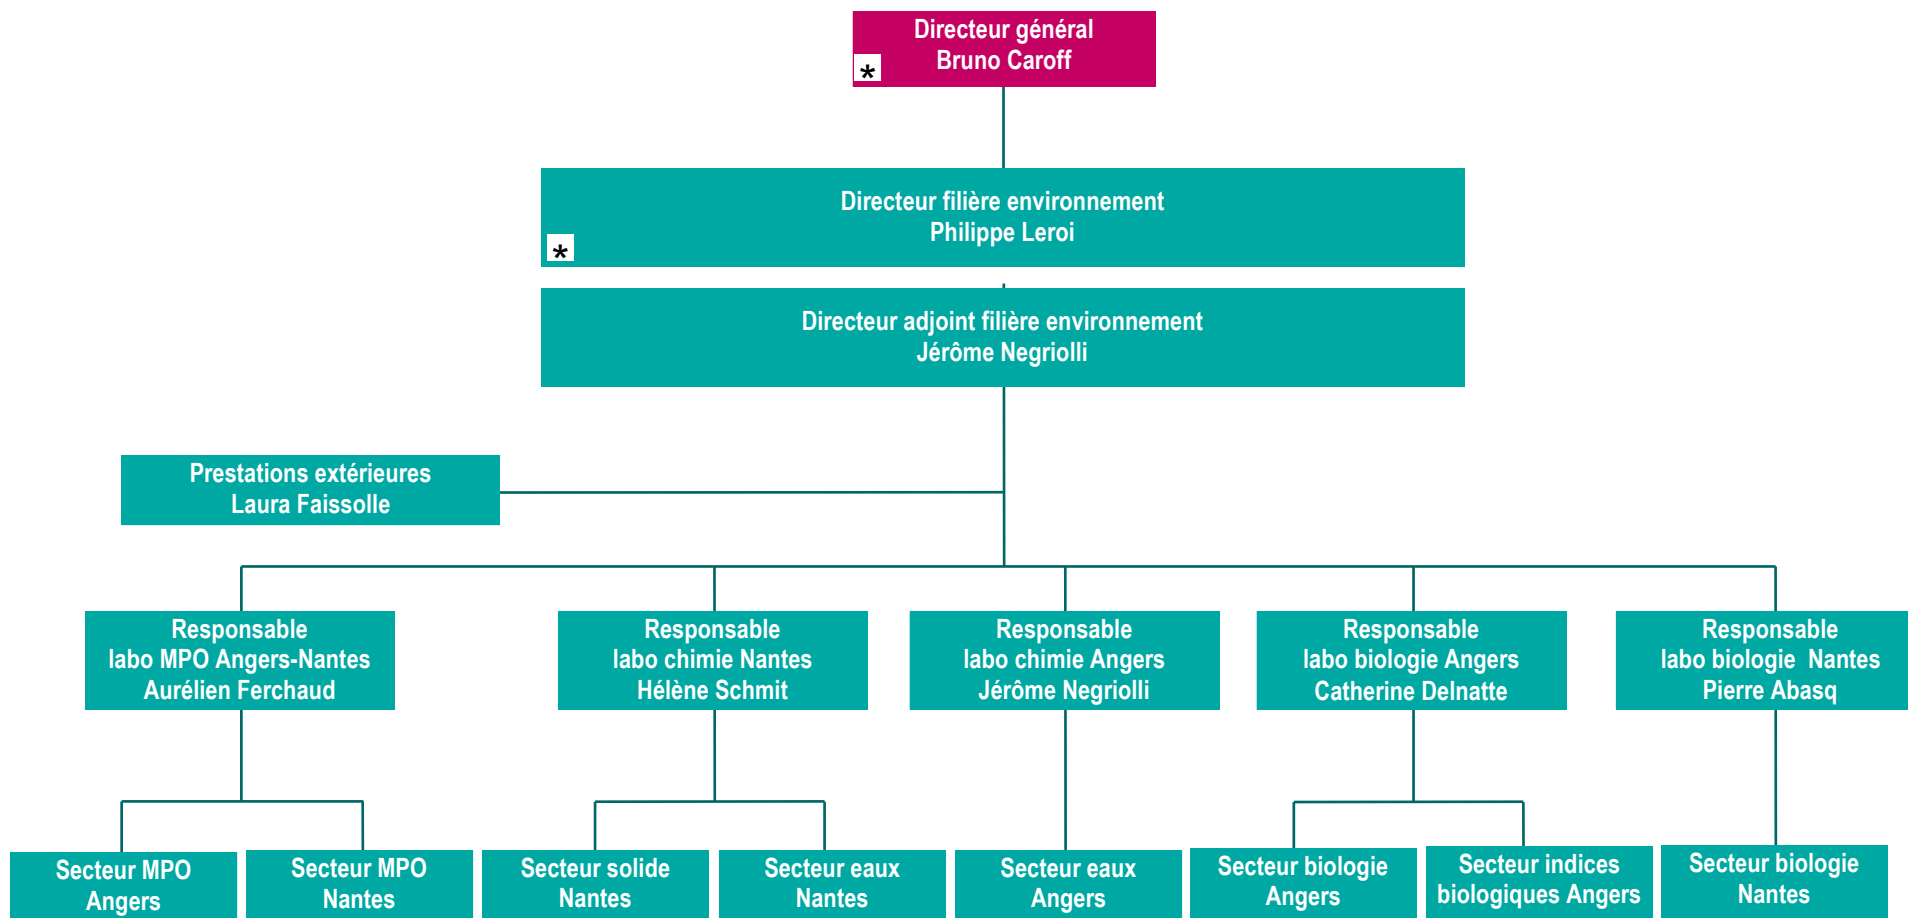 Directeur général
Bruno Caroff
*
Directeur filière environnement
Philippe Leroi
*
Directeur adjoint filière environnement
Jérôme Negriolli
Prestations extérieures
Laura Faissolle
Responsable
labo MPO Angers-Nantes
Aurélien Ferchaud
Responsable
labo chimie Nantes
Hélène Schmit
Responsable
labo chimie Angers
Jérôme Negriolli
Responsable
labo biologie Angers
Catherine Delnatte
Responsable
labo biologie  Nantes
Pierre Abasq
Secteur MPO
Angers
Secteur MPO
Nantes
Secteur solide
Nantes
Secteur eaux
Nantes
Secteur eaux
Angers
Secteur biologie
Angers
Secteur indices
biologiques Angers
Secteur biologie
Nantes